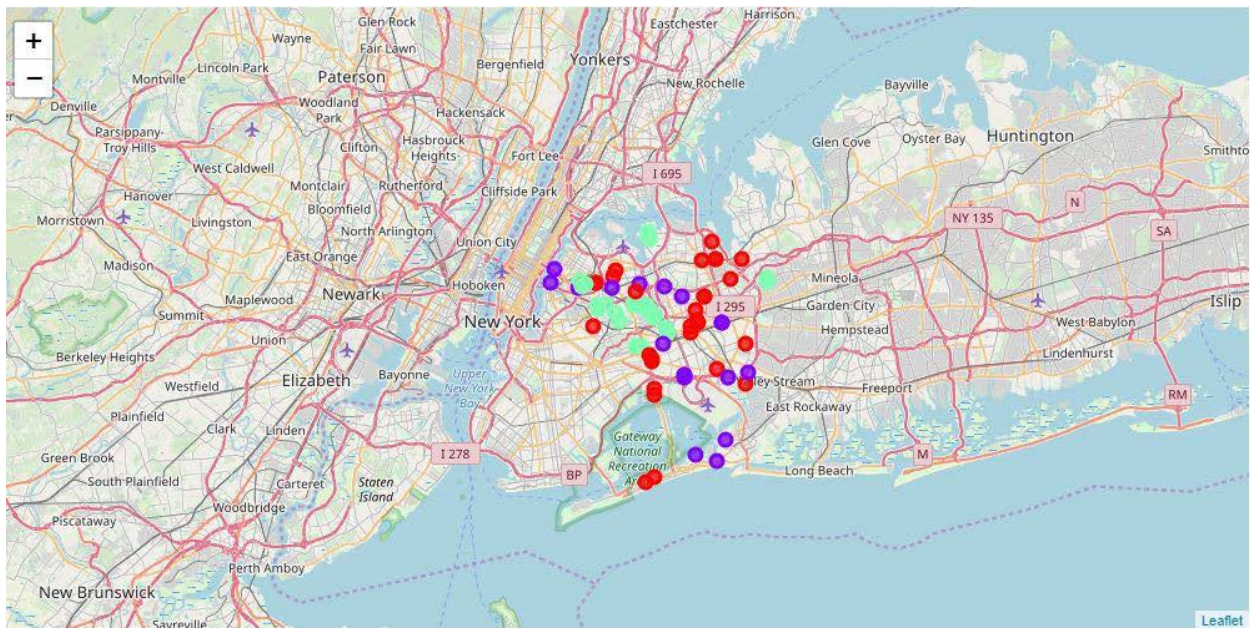 +
−
Glen Rock
Eastchester
Harrison
Wayne
Fair Lawn
Yonkers
Lincoln Park
Bergenfield
Paterson
New Rochelle
Montville
Bayville
Denville
Woodland
Park
Hackensack
Parsippany-
Troy Hills
Clifton
Hasbrouck
Heights
Glen Cove
Oyster Bay
Huntington
Fort Lee
Smithto
West Caldwell
I 695
Montclair
Rutherford
Cliffside Park
Hanover
Bloomfield
N
Morristown
Livingston
North Arlington
NY 135
SA
Union City
East Orange
Madison
Mineola
Hoboken
Newark
Maplewood
I 295
Garden City
Islip
Summit
New York
Hempstead
West Babylon
Union
Berkeley Heights
Lindenhurst
Elizabeth
Bayonne
Upper
New York
Bay
ley Stream
Westfield
Freeport
RM
Plainfield
East Rockaway
Clark
Linden
Gateway
National
Recreation
Ar
I 278
M
Green Brook
Long Beach
BP
South Plainfield
Carteret
Staten
Island
Woodbridge
Piscataway
Perth Amboy
New Brunswick
Sayreville
Leaflet